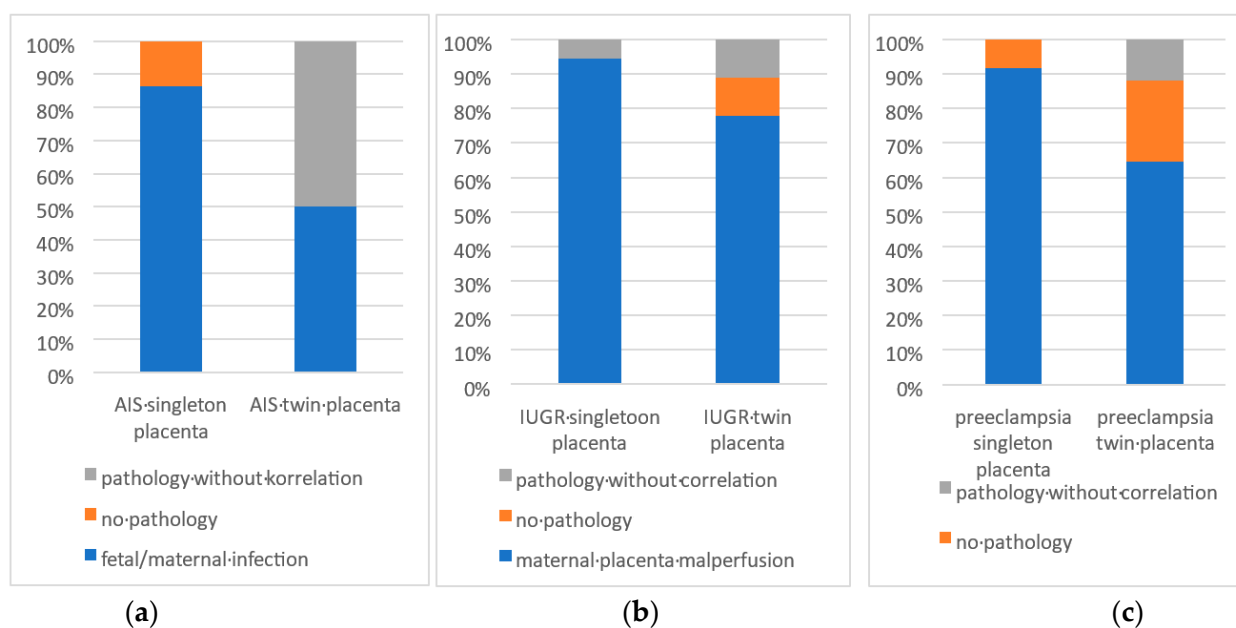 100%
90%
80%
70%
60%
50%
40%
30%
20%
10%
0%
AIS·singleton
placenta
AIS·twin·placenta
pathology·without·korrelation
no·pathology
fetal/maternal·infection
(a)
100%
90%
80%
70%
60%
50%
40%
30%
20%
10%
0%
IUGR·singletoon
placenta
IUGR·twin
placenta
pathology·without·correlation
no·pathology
maternal·placenta·malperfusion
(b)
100%
90%
80%
70%
60%
50%
40%
30%
20%
10%
0%
preeclampsia
singleton
placenta
preeclampsia
twin·placenta
pathology·without·correlation
no·pathology
(c)